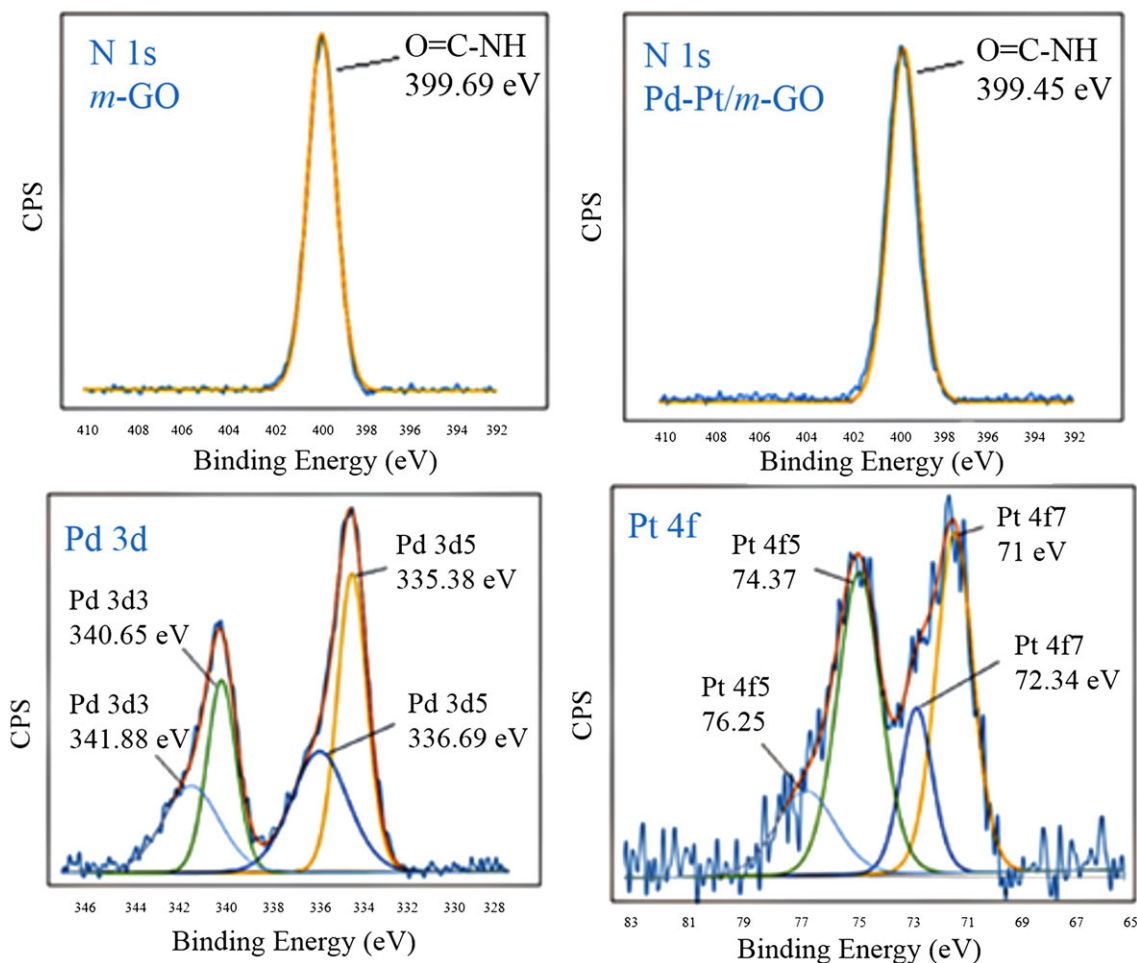 N 1s
m-GO
O=C-NH
399.69 eV
CPS
410 408 406 404 402 400 398 396 394 392
Binding Energy (eV)
N 1s
Pd-Pt/m-GO
O=C-NH
399.45 eV
CPS
410 408 406 404 402 400 398 396 394 392
Binding Energy (eV)
Pd 3d
Pd 3d5
335.38 eV
Pd 3d3
340.65 eV
Pd 3d3
341.88 eV
Pd 3d5
336.69 eV
CPS
346 344 342 340 338 336 334 332 330 328
Binding Energy (eV)
Pt 4f
Pt 4f7
71 eV
Pt 4f5
74.37
Pt 4f7
72.34 eV
Pt 4f5
76.25
CPS
83 81 79 77 75 73 71 69 67 65
Binding Energy (eV)